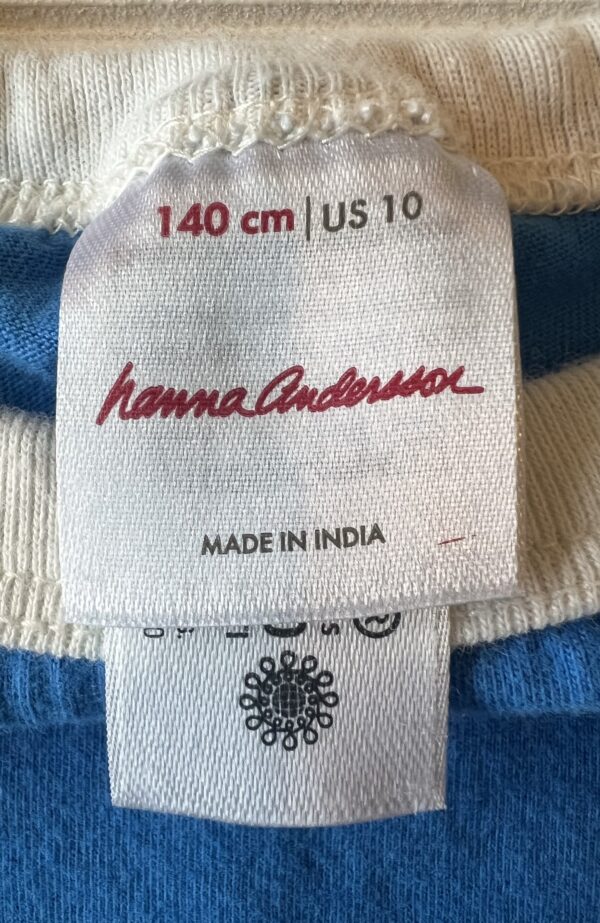 140 cm | US 10
hanna Andersson
MADE IN INDIA